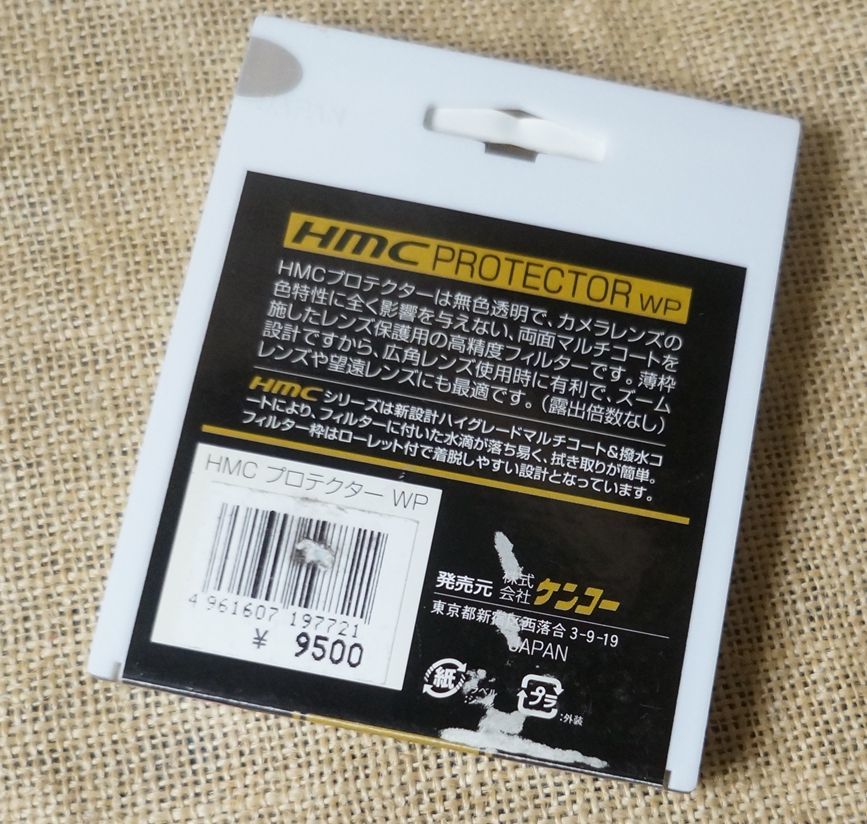 HMC PROTECTOR WP
HMCプロテクターは無色透明で、カメラレンズの
色特性に全く影響を与えない、両面マルチコートを
施したレンズ保護用の高精度フィルターです。薄枠
設計ですから、広角レンズ使用時に有利で、ズーム
レンズや望遠レンズにも最適です。(露出倍数なし)
HMCシリーズは新設計ハイグレードマルチコート&撥水コ
ートにより、フィルターに付いた水滴が落ち易く、拭き取りが簡単。
フィルター枠はローレット付で着脱しやすい設計となっています。
HMC プロテクター WP
4 961607 197721
¥ 9500
発売元 株式会社 ケンコー
東京都新宿区西落合3-9-19
JAPAN
紙
プラ
:外装